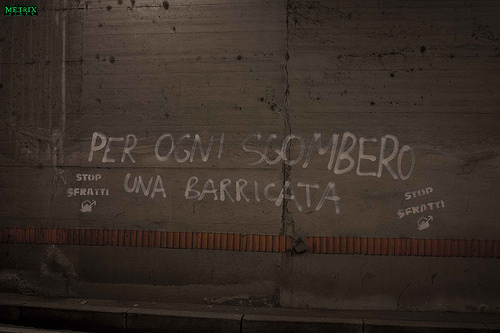 METRIX
PER OGNI SGOMBERO
UNA BARRICATA
STOP
SFRATTI
STOP
SFRATTI